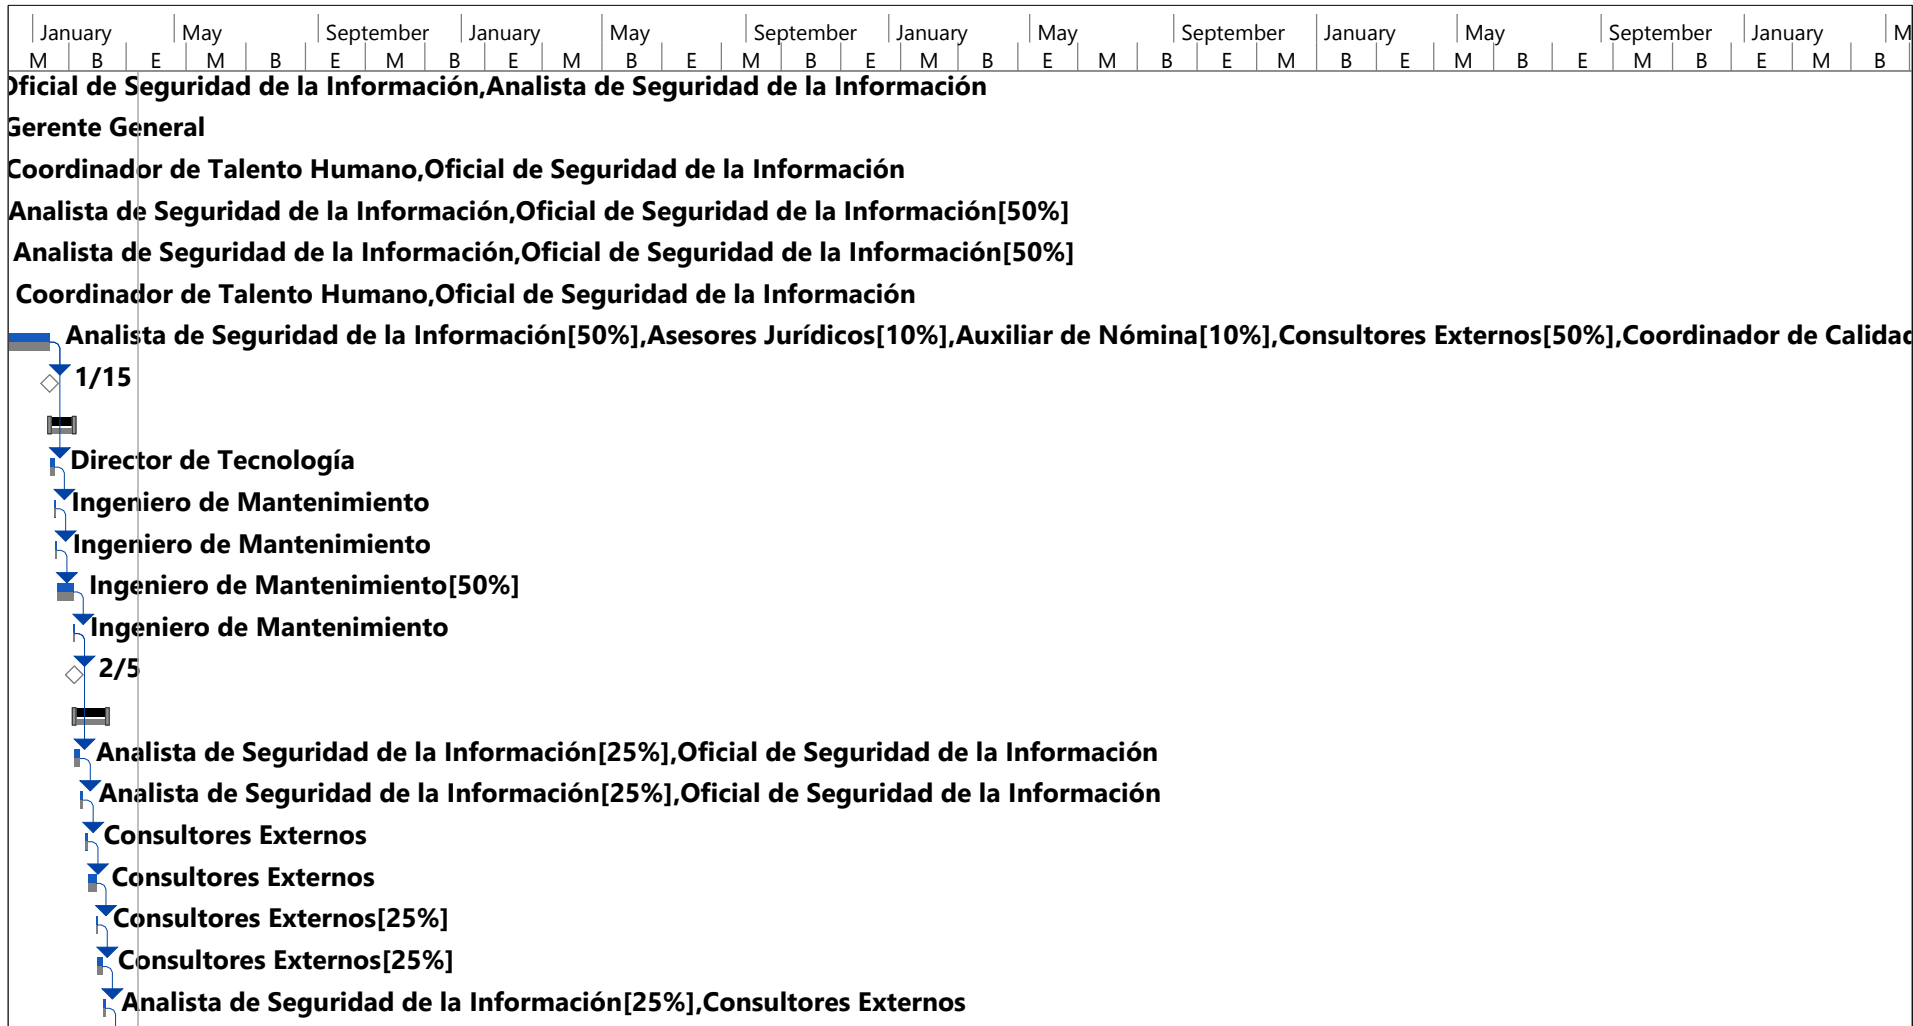 January May September January May September January May September January May September January M
M B E M B E M B E M B E M B E M B E M B E M B E M B E M B E M B
Oficial de Seguridad de la Información,Analista de Seguridad de la Información
Gerente General
Coordinador de Talento Humano,Oficial de Seguridad de la Información
Analista de Seguridad de la Información,Oficial de Seguridad de la Información[50%]
Analista de Seguridad de la Información,Oficial de Seguridad de la Información[50%]
Coordinador de Talento Humano,Oficial de Seguridad de la Información
Analista de Seguridad de la Información[50%],Asesores Jurídicos[10%],Auxiliar de Nómina[10%],Consultores Externos[50%],Coordinador de Calidad
1/15
Director de Tecnología
Ingeniero de Mantenimiento
Ingeniero de Mantenimiento
Ingeniero de Mantenimiento[50%]
Ingeniero de Mantenimiento
2/5
Analista de Seguridad de la Información[25%],Oficial de Seguridad de la Información
Analista de Seguridad de la Información[25%],Oficial de Seguridad de la Información
Consultores Externos
Consultores Externos
Consultores Externos[25%]
Consultores Externos[25%]
Analista de Seguridad de la Información[25%],Consultores Externos